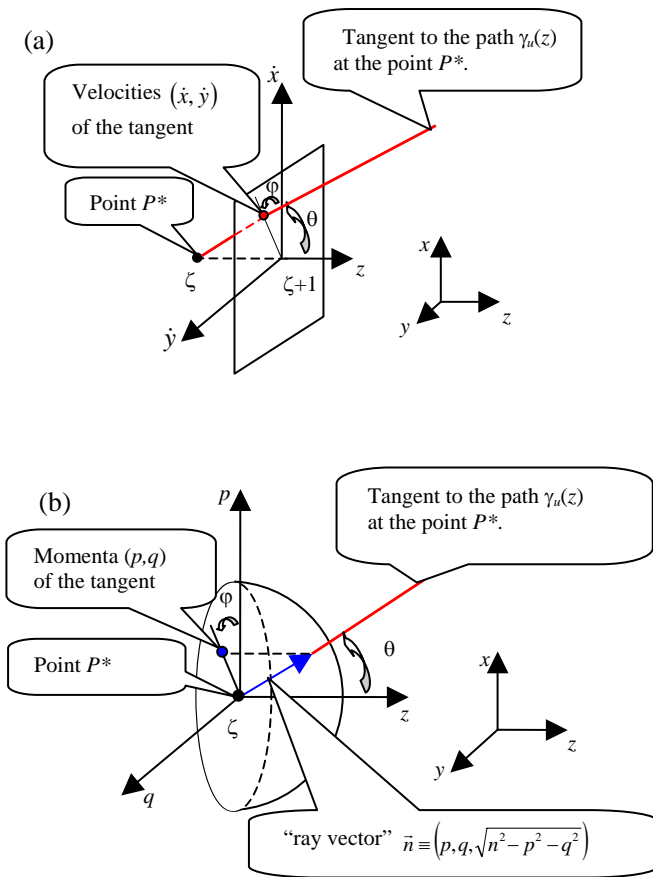 (a)
Tangent to the path γᵤ(z)
at the point P*.
ẋ
Velocities (ẋ, ẏ)
of the tangent
φ
Point P*
θ
ζ
ζ+1
z
x
ẏ
y
z
(b)
p
Tangent to the path γᵤ(z)
at the point P*.
Momenta (p,q)
of the tangent
φ
θ
Point P*
x
ζ
z
z
y
q
“ray vector” n⃗ ≡ (p, q, √(n² − p² − q²))